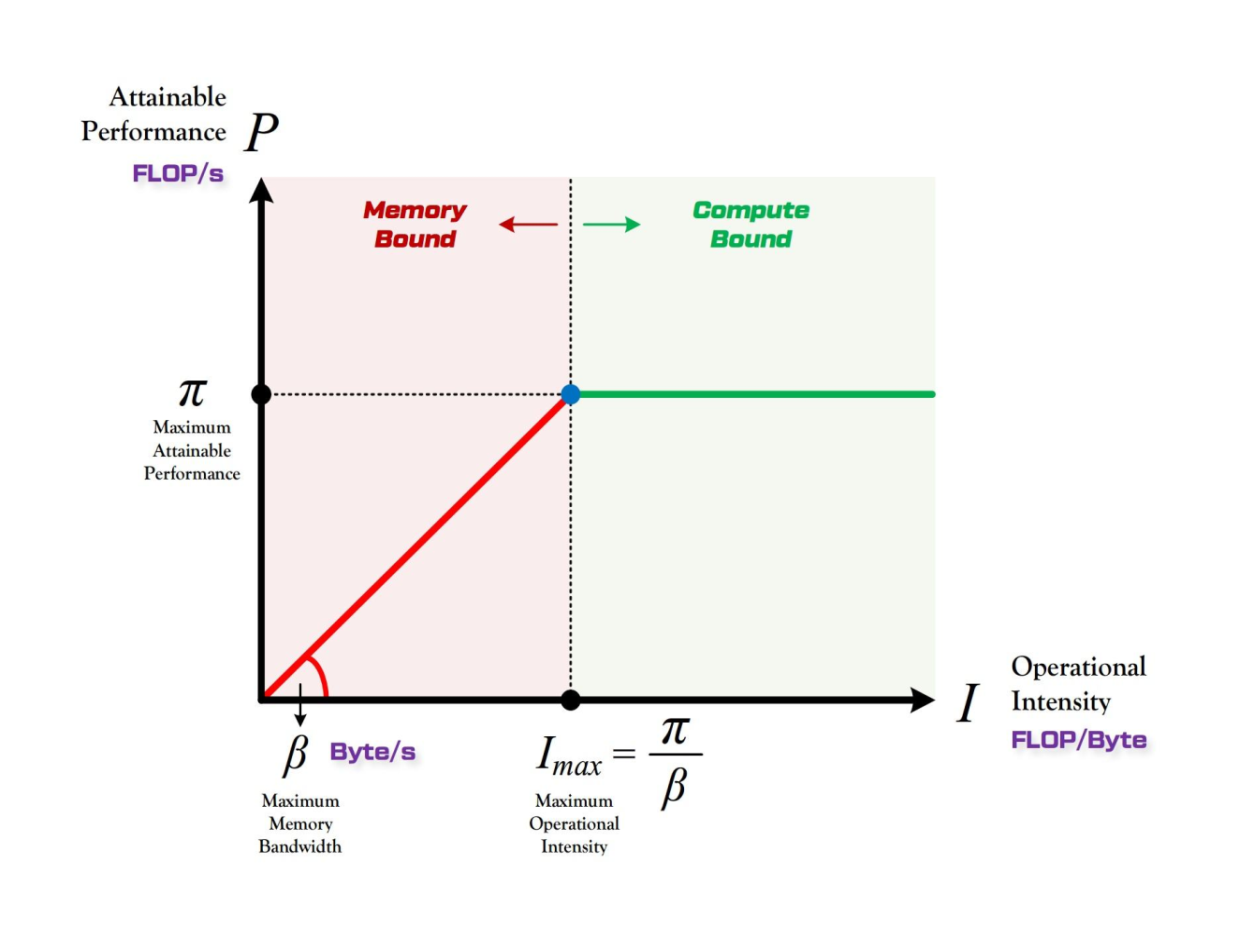 Attainable
Performance P
FLOP/s
Memory
Bound
Compute
Bound
π
Maximum
Attainable
Performance
Operational
Intensity
I
FLOP/Byte
β Byte/s
Maximum
Memory
Bandwidth
I_max = π/β
Maximum
Operational
Intensity